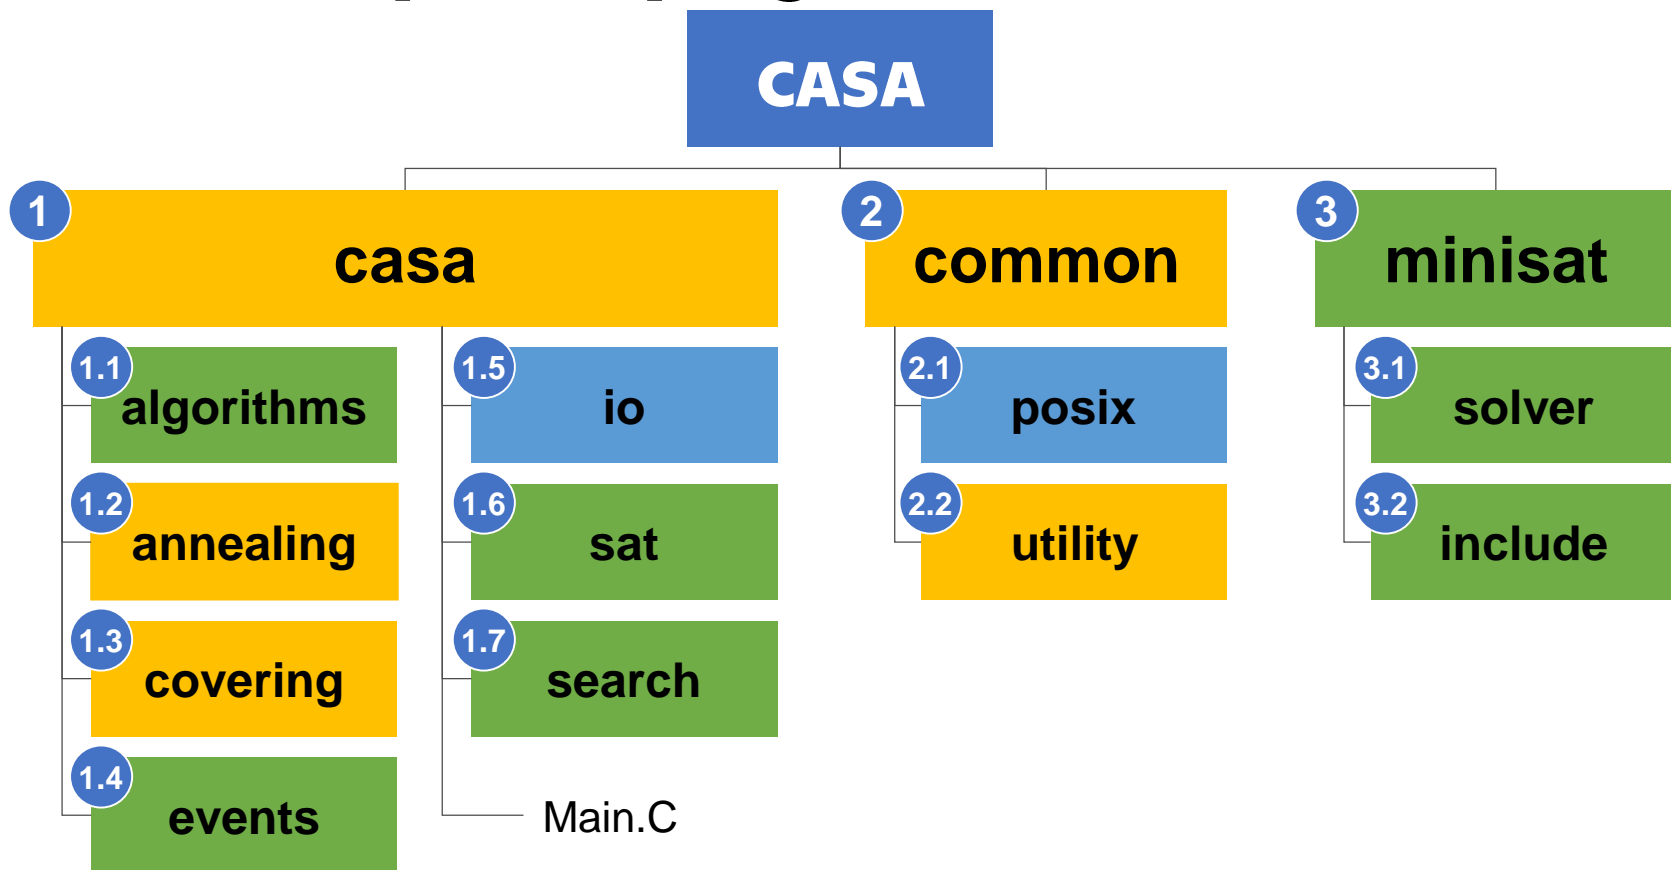 CASA
1
casa
2
common
3
minisat
1.1
algorithms
1.5
io
2.1
posix
3.1
solver
1.2
annealing
1.6
sat
2.2
utility
3.2
include
1.3
covering
1.7
search
1.4
events
Main.C